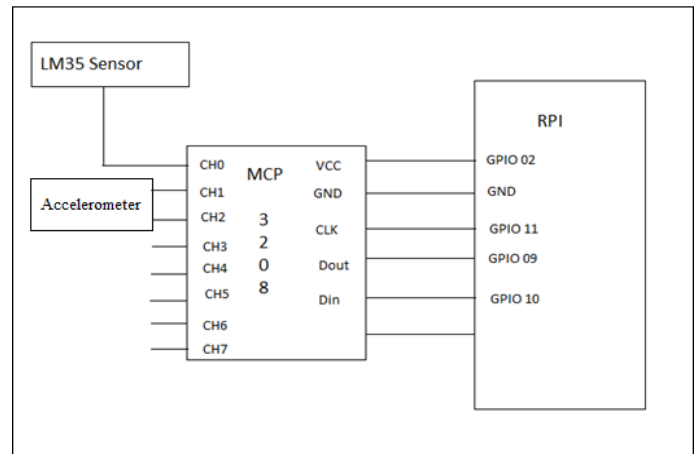 LM35 Sensor
Accelerometer
CH0
CH1
CH2
CH3
CH4
CH5
CH6
CH7
MCP
3
2
0
8
VCC
GND
CLK
Dout
Din
RPI
GPIO 02
GND
GPIO 11
GPIO 09
GPIO 10